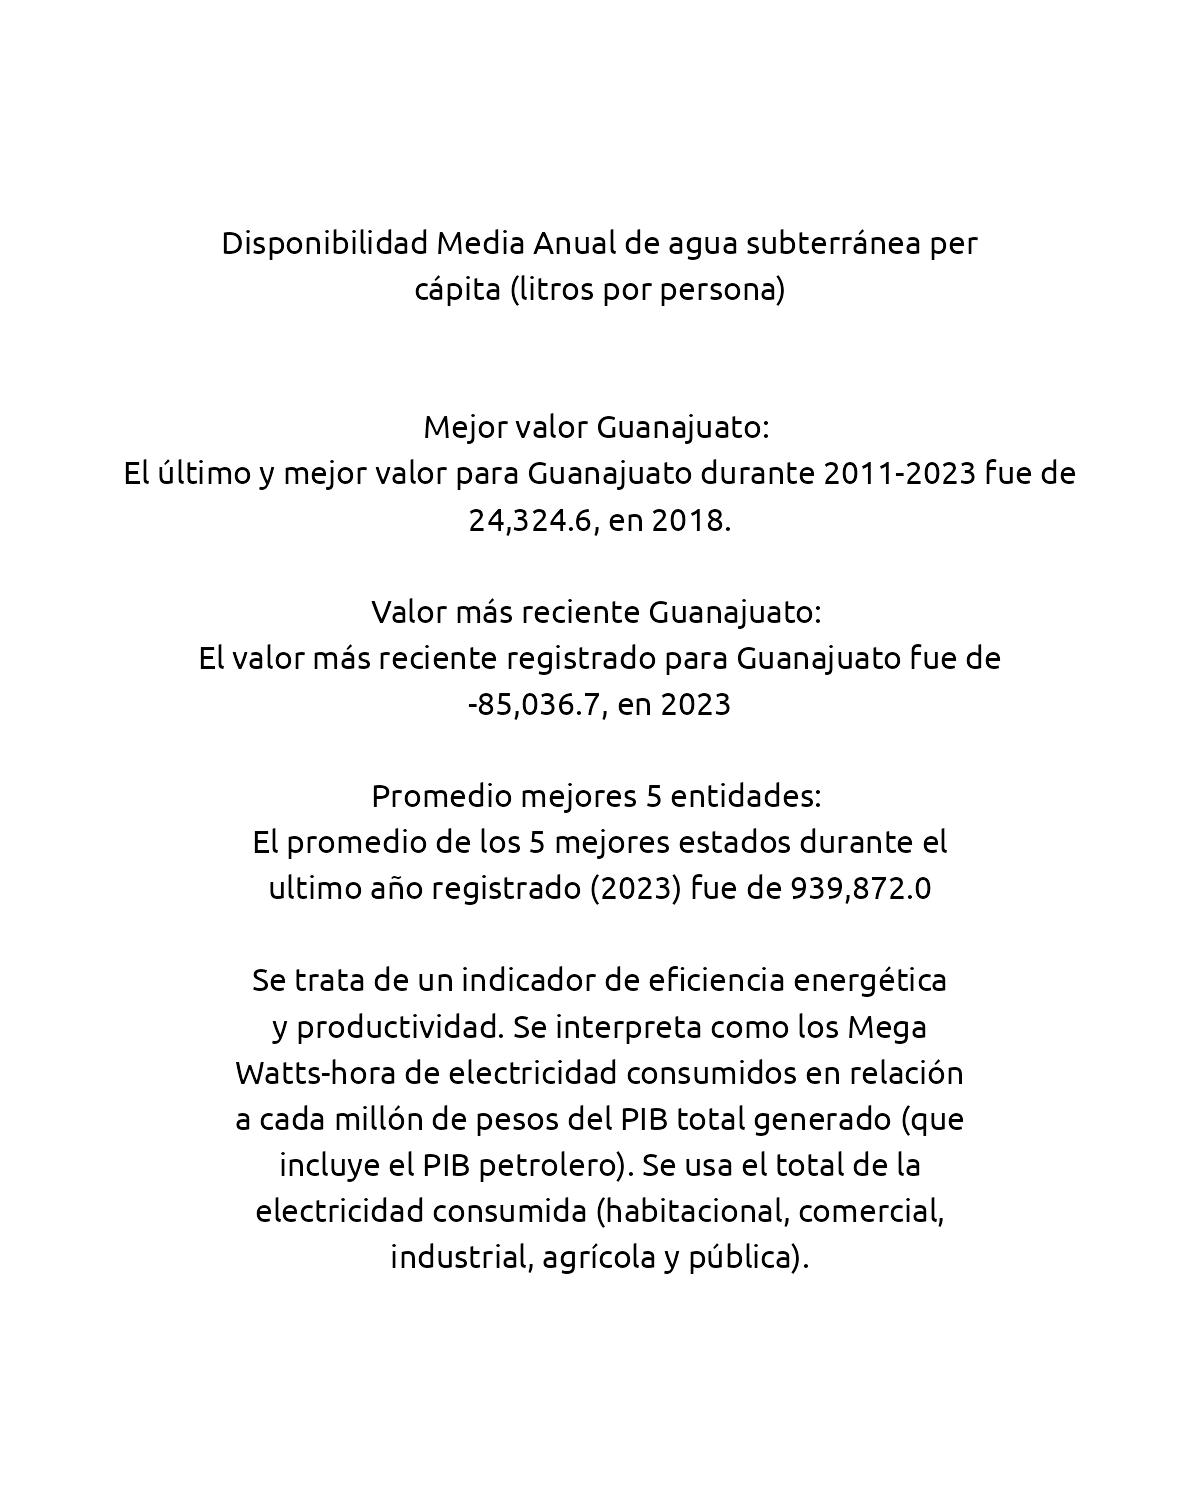 Disponibilidad Media Anual de agua subterránea per
cápita (litros por persona)
Mejor valor Guanajuato:
El último y mejor valor para Guanajuato durante 2011-2023 fue de
24,324.6, en 2018.
Valor más reciente Guanajuato:
El valor más reciente registrado para Guanajuato fue de
-85,036.7, en 2023
Promedio mejores 5 entidades:
El promedio de los 5 mejores estados durante el
ultimo año registrado (2023) fue de 939,872.0
Se trata de un indicador de eficiencia energética
y productividad. Se interpreta como los Mega
Watts-hora de electricidad consumidos en relación
a cada millón de pesos del PIB total generado (que
incluye el PIB petrolero). Se usa el total de la
electricidad consumida (habitacional, comercial,
industrial, agrícola y pública).